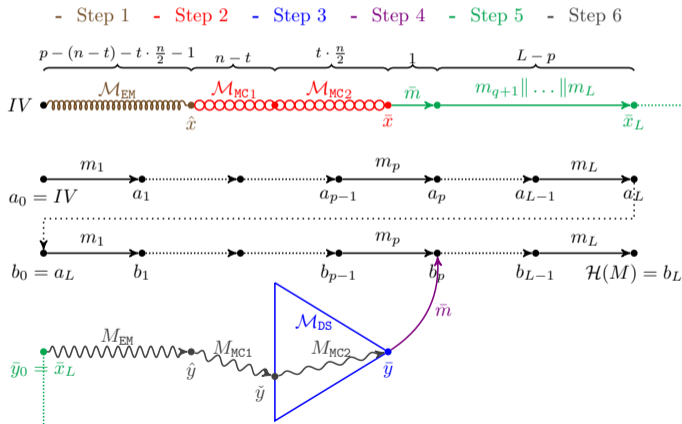 - Step 1 - Step 2 - Step 3 - Step 4 - Step 5 - Step 6
p−(n−t)−t·n/2−1 n−t t·n/2 1 L−p
𝓜_EM 𝓜_MC1 𝓜_MC2 m̄ m_{q+1}‖…‖m_L
IV x̂ x̄ x̄_L
m_1 m_p m_L
a_0 = IV a_1 a_{p−1} a_p a_{L−1} a_L
m_1 m_p m_L
b_0 = a_L b_1 b_{p−1} b_p b_{L−1} 𝓗(M) = b_L
𝓜_DS m̄
M_EM M_MC1 M_MC2
ȳ_0 = x̄_L ŷ y̌ ȳ